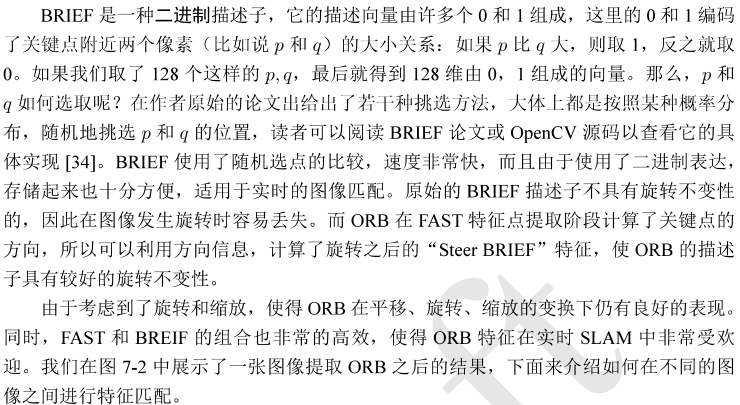 BRIEF 是一种二进制描述子，它的描述向量由许多个 0 和 1 组成，这里的 0 和 1 编码
了关键点附近两个像素（比如说 p 和 q）的大小关系：如果 p 比 q 大，则取 1，反之就取
0。如果我们取了 128 个这样的 p, q，最后就得到 128 维由 0，1 组成的向量。那么，p 和
q 如何选取呢？在作者原始的论文出给出了若干种挑选方法，大体上都是按照某种概率分
布，随机地挑选 p 和 q 的位置，读者可以阅读 BRIEF 论文或 OpenCV 源码以查看它的具
体实现 [34]。BRIEF 使用了随机选点的比较，速度非常快，而且由于使用了二进制表达，
存储起来也十分方便，适用于实时的图像匹配。原始的 BRIEF 描述子不具有旋转不变性
的，因此在图像发生旋转时容易丢失。而 ORB 在 FAST 特征点提取阶段计算了关键点的
方向，所以可以利用方向信息，计算了旋转之后的“Steer BRIEF”特征，使 ORB 的描述
子具有较好的旋转不变性。
由于考虑到了旋转和缩放，使得 ORB 在平移、旋转、缩放的变换下仍有良好的表现。
同时，FAST 和 BREIF 的组合也非常的高效，使得 ORB 特征在实时 SLAM 中非常受欢
迎。我们在图 7-2 中展示了一张图像提取 ORB 之后的结果，下面来介绍如何在不同的图
像之间进行特征匹配。
ft